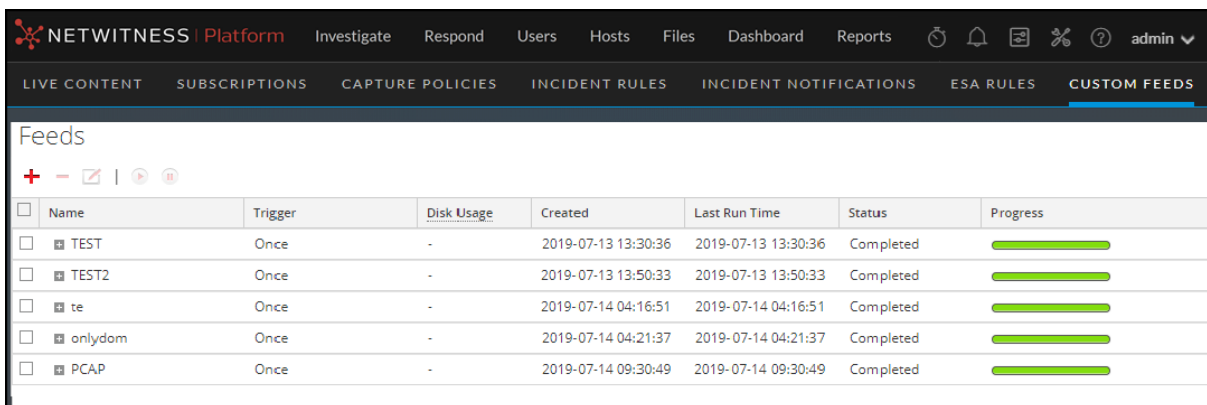 NETWITNESS Platform Investigate Respond Users Hosts Files Dashboard Reports admin
LIVE CONTENT SUBSCRIPTIONS CAPTURE POLICIES INCIDENT RULES INCIDENT NOTIFICATIONS ESA RULES CUSTOM FEEDS
Feeds
Name Trigger Disk Usage Created Last Run Time Status Progress
TEST Once - 2019-07-13 13:30:36 2019-07-13 13:30:36 Completed
TEST2 Once - 2019-07-13 13:50:33 2019-07-13 13:50:33 Completed
te Once - 2019-07-14 04:16:51 2019-07-14 04:16:51 Completed
onlydom Once - 2019-07-14 04:21:37 2019-07-14 04:21:37 Completed
PCAP Once - 2019-07-14 09:30:49 2019-07-14 09:30:49 Completed